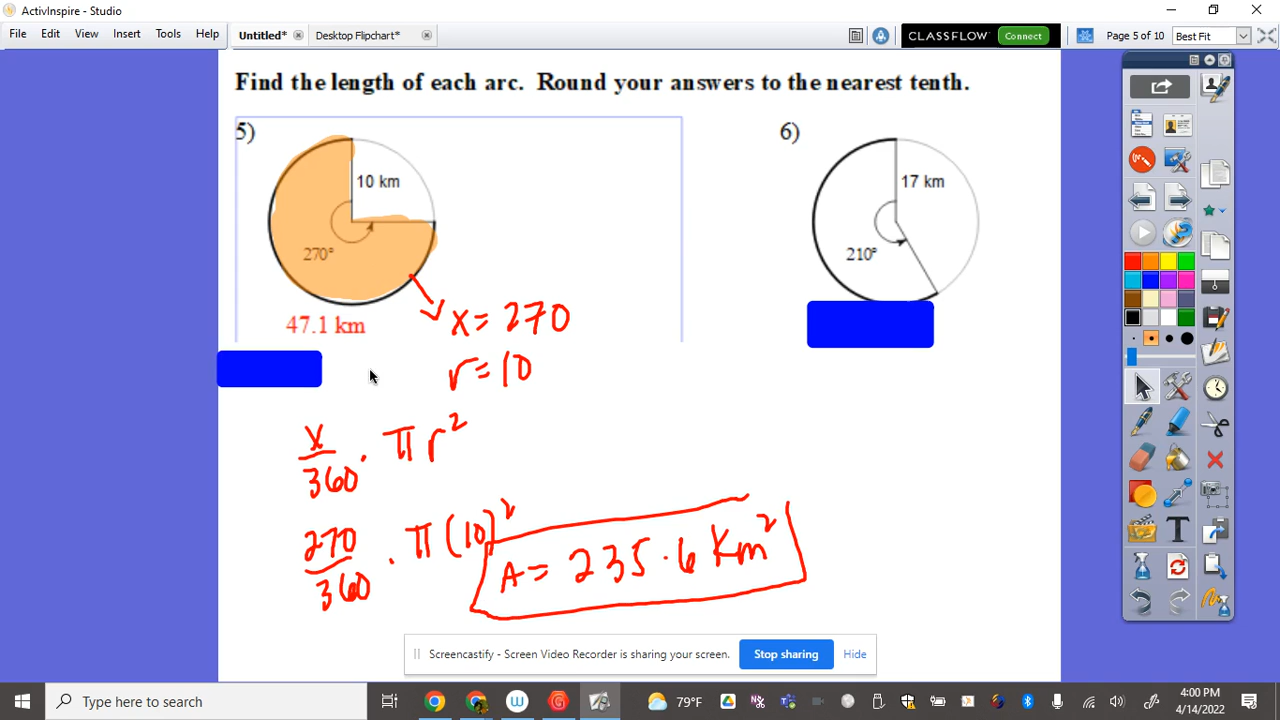 ActivInspire - Studio
File Edit View Insert Tools Help
Untitled* Desktop Flipchart*
CLASSFLOW Connect
Page 5 of 10 Best Fit
Find the length of each arc. Round your answers to the nearest tenth.
5)
10 km
270°
47.1 km
6)
17 km
210°
x = 270
r = 10
x/360 · π r²
270/360 · π(10)²
A = 235.6 Km²
Screencastify - Screen Video Recorder is sharing your screen. Stop sharing Hide
Type here to search
79°F
4:00 PM
4/14/2022